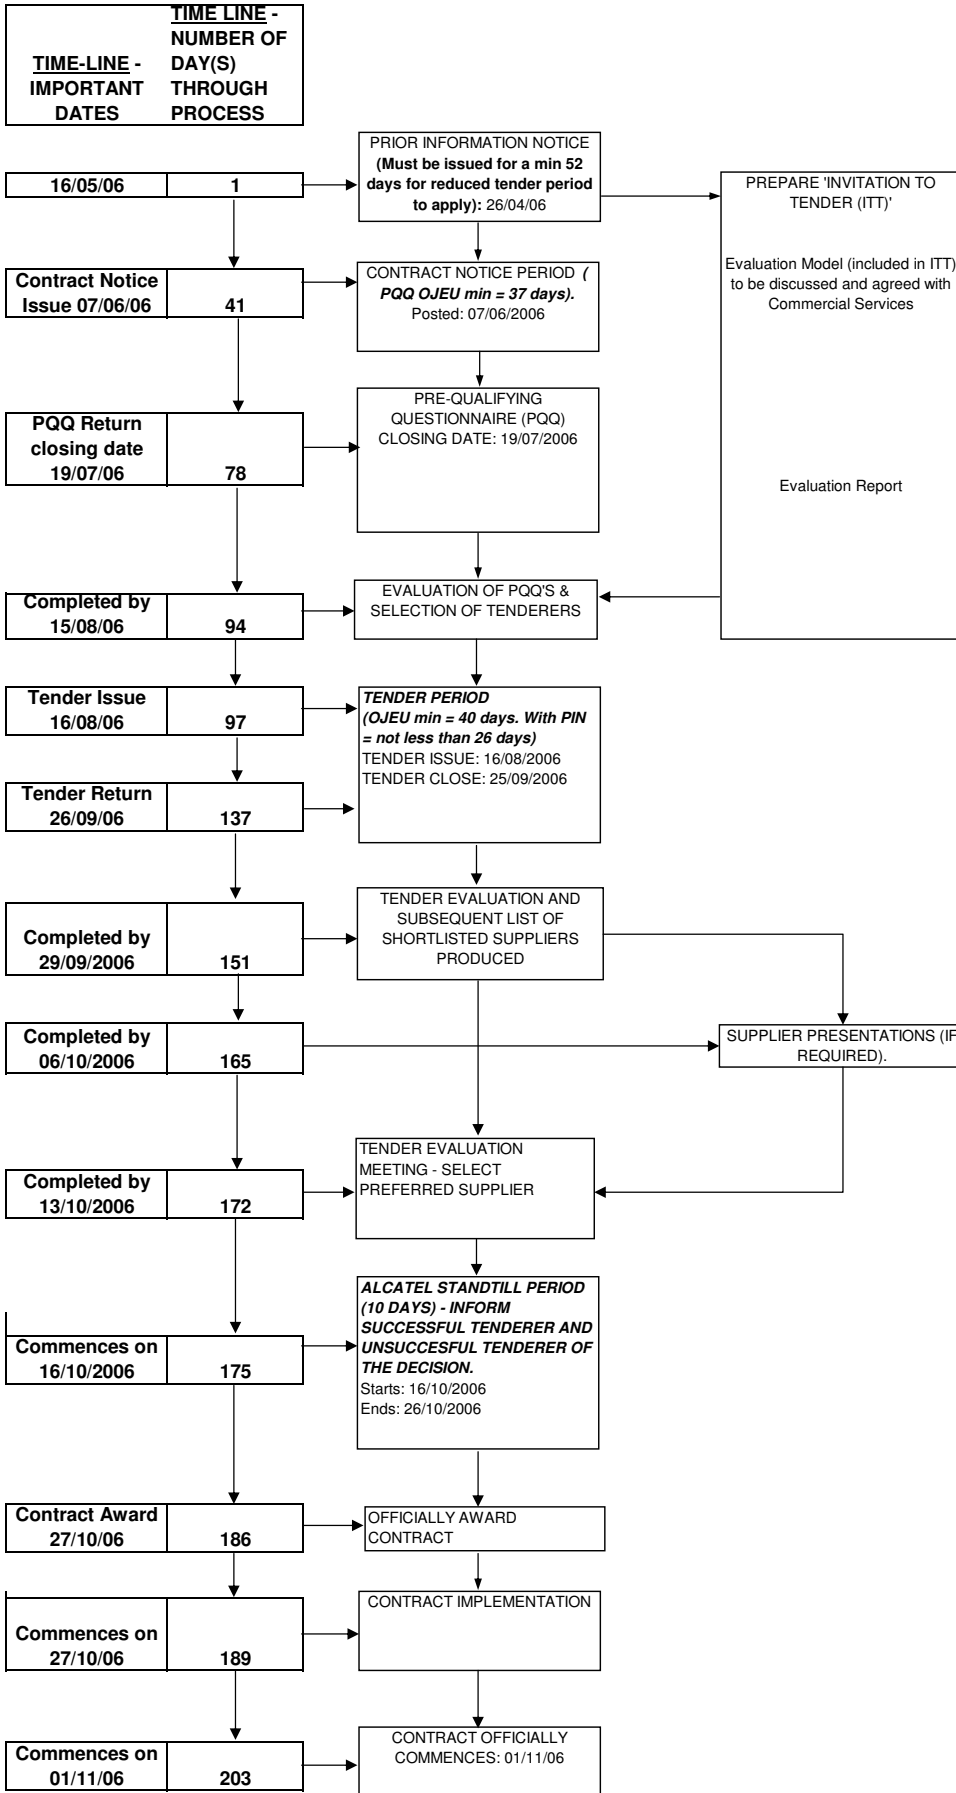 TIME-LINE -
IMPORTANT
DATES
TIME LINE -
NUMBER OF
DAY(S)
THROUGH
PROCESS
16/05/06 1
PRIOR INFORMATION NOTICE
(Must be issued for a min 52
days for reduced tender period
to apply): 26/04/06
PREPARE 'INVITATION TO
TENDER (ITT)'
Evaluation Model (included in ITT)
to be discussed and agreed with
Commercial Services
Evaluation Report
Contract Notice
Issue 07/06/06 41
CONTRACT NOTICE PERIOD (
PQQ OJEU min = 37 days).
Posted: 07/06/2006
PQQ Return
closing date
19/07/06 78
PRE-QUALIFYING
QUESTIONNAIRE (PQQ)
CLOSING DATE: 19/07/2006
Completed by
15/08/06 94
EVALUATION OF PQQ'S &
SELECTION OF TENDERERS
Tender Issue
16/08/06 97
TENDER PERIOD
(OJEU min = 40 days. With PIN
= not less than 26 days)
TENDER ISSUE: 16/08/2006
TENDER CLOSE: 25/09/2006
Tender Return
26/09/06 137
Completed by
29/09/2006 151
TENDER EVALUATION AND
SUBSEQUENT LIST OF
SHORTLISTED SUPPLIERS
PRODUCED
Completed by
06/10/2006 165
SUPPLIER PRESENTATIONS (IF
REQUIRED).
Completed by
13/10/2006 172
TENDER EVALUATION
MEETING - SELECT
PREFERRED SUPPLIER
Commences on
16/10/2006 175
ALCATEL STANDTILL PERIOD
(10 DAYS) - INFORM
SUCCESSFUL TENDERER AND
UNSUCCESFUL TENDERER OF
THE DECISION.
Starts: 16/10/2006
Ends: 26/10/2006
Contract Award
27/10/06 186
OFFICIALLY AWARD
CONTRACT
Commences on
27/10/06 189
CONTRACT IMPLEMENTATION
Commences on
01/11/06 203
CONTRACT OFFICIALLY
COMMENCES: 01/11/06